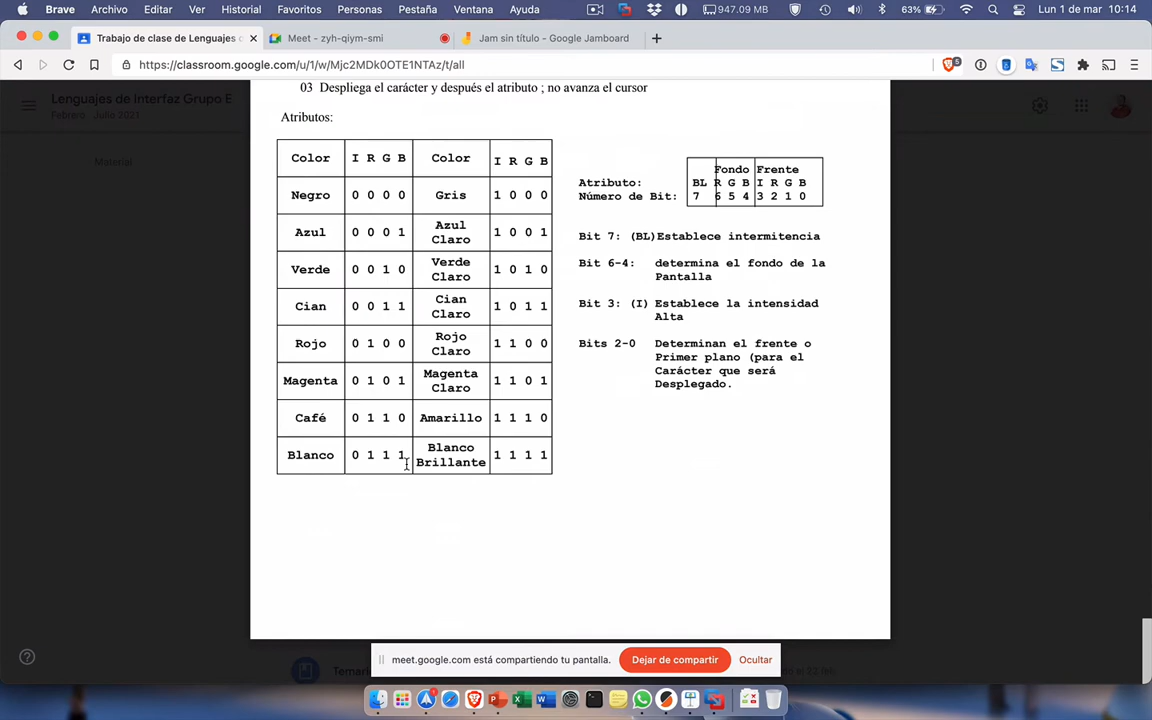 Brave Archivo Editar Ver Historial Favoritos Personas Pestaña Ventana Ayuda 947.09 MB 63% Lun 1 de mar 10:14
Trabajo de clase de Lenguajes Meet - zyh-qiym-smi Jam sin título - Google Jamboard
https://classroom.google.com/u/1/w/Mjc2MDk0OTE1NTAz/t/all
5
03 Despliega el carácter y después el atributo ; no avanza el cursor
Lenguajes de Interfaz Grupo E
Febrero - Julio 2021
Atributos:
Material
Color I R G B Color I R G B
Negro 0 0 0 0 Gris 1 0 0 0
Azul 0 0 0 1 Azul Claro 1 0 0 1
Verde 0 0 1 0 Verde Claro 1 0 1 0
Cian 0 0 1 1 Cian Claro 1 0 1 1
Rojo 0 1 0 0 Rojo Claro 1 1 0 0
Magenta 0 1 0 1 Magenta Claro 1 1 0 1
Café 0 1 1 0 Amarillo 1 1 1 0
Blanco 0 1 1 1 Blanco Brillante 1 1 1 1
Fondo Frente
Atributo: BL R G B I R G B
Número de Bit: 7 6 5 4 3 2 1 0
Bit 7: (BL)Establece intermitencia
Bit 6-4: determina el fondo de la
Pantalla
Bit 3: (I) Establece la intensidad
Alta
Bits 2-0 Determinan el frente o
Primer plano (para el
Carácter que será
Desplegado.
meet.google.com está compartiendo tu pantalla. Dejar de compartir Ocultar